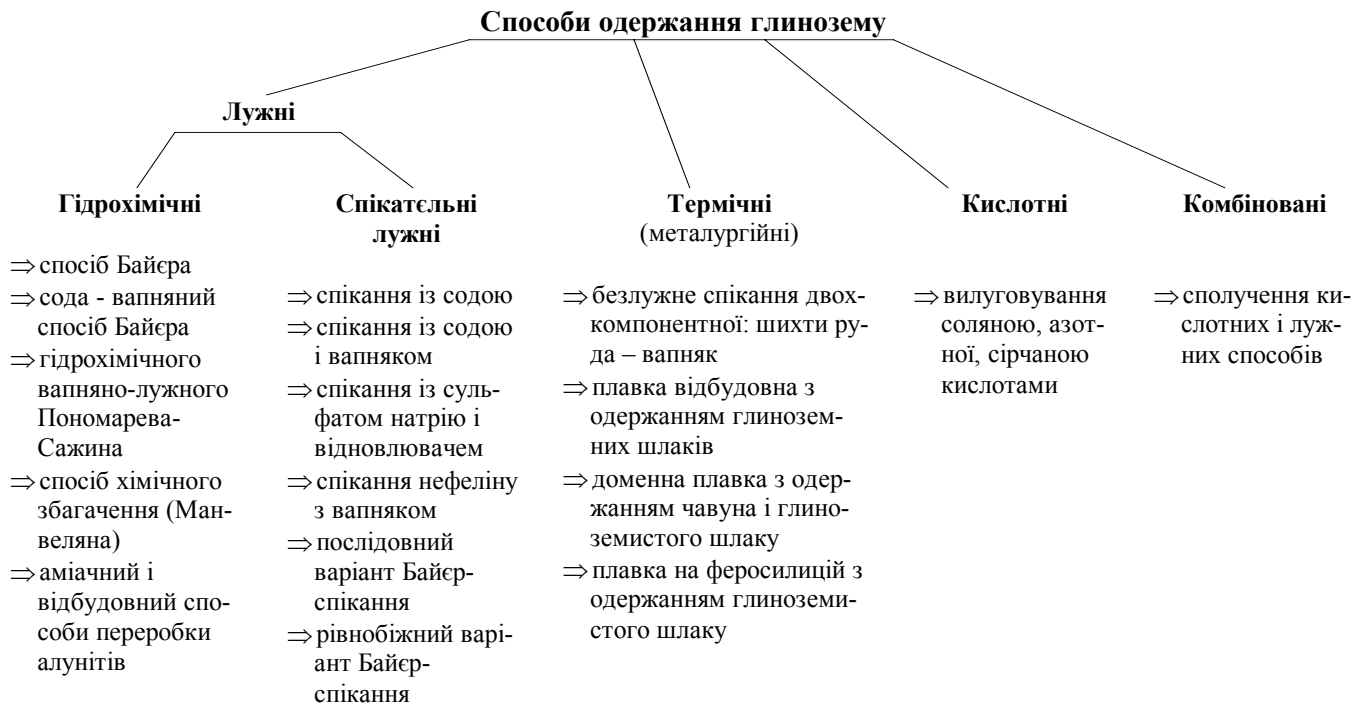 Способи одержання глинозему
Лужні
Гідрохімічні
⇒ спосіб Байєра
⇒ сода - вапняний
спосіб Байєра
⇒ гідрохімічного
вапняно-лужного
Пономарева-
Сажина
⇒ спосіб хімічного
збагачення (Ман-
веляна)
⇒ аміачний і
відбудовний спо-
соби переробки
алунітів
Спікатєльні
лужні
⇒ спікання із содою
⇒ спікання із содою
і вапняком
⇒ спікання із суль-
фатом натрію і
відновлювачем
⇒ спікання нефеліну
з вапняком
⇒ послідовний
варіант Байєр-
спікання
⇒ рівнобіжний варі-
ант Байєр-
спікання
Термічні
(металургійні)
⇒ безлужне спікання двох-
компонентної: шихти ру-
да – вапняк
⇒ плавка відбудовна з
одержанням глинозем-
них шлаків
⇒ доменна плавка з одер-
жанням чавуна і глино-
земистого шлаку
⇒ плавка на феросиліцій з
одержанням глиноземи-
стого шлаку
Кислотні
⇒ вилуговування
соляною, азот-
ної, сірчаною
кислотами
Комбіновані
⇒ сполучення ки-
слотних і луж-
них способів